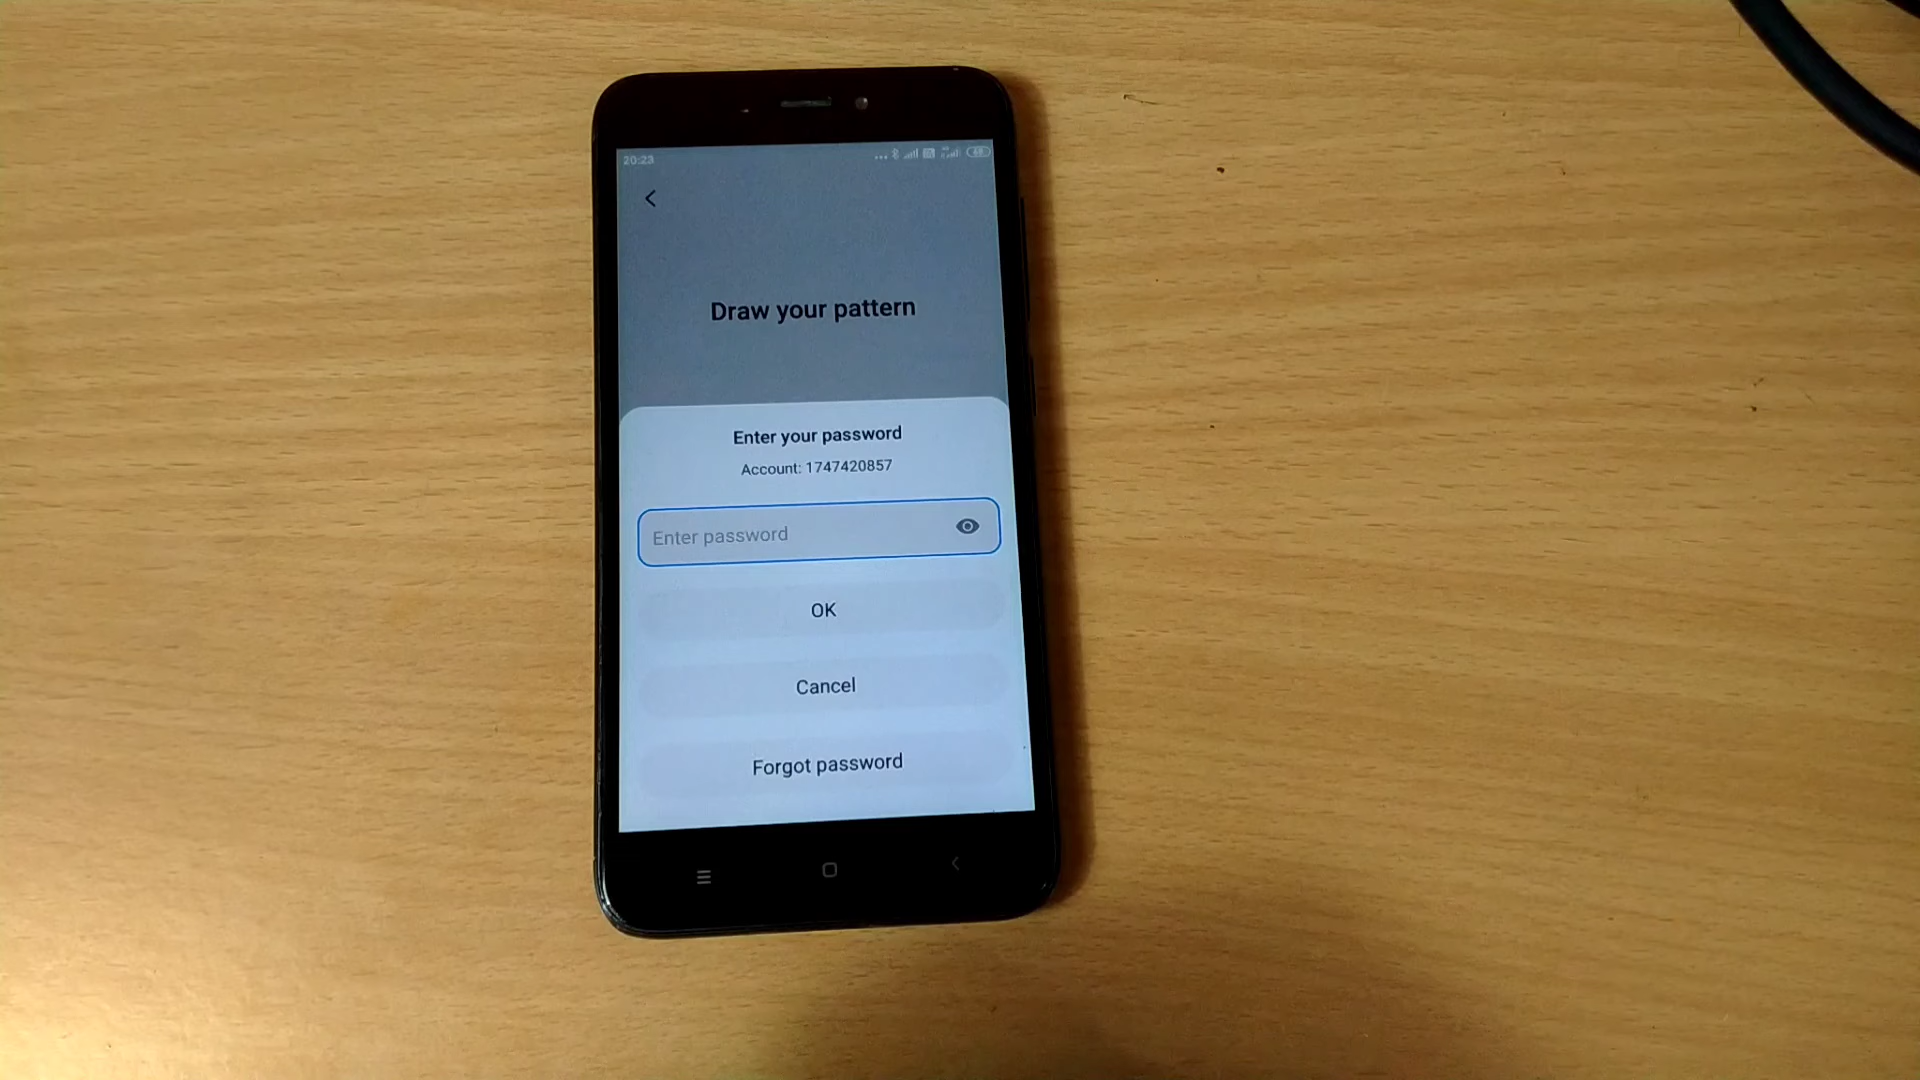 20:23
Draw your pattern
Enter your password
Account: 1747420857
Enter password
OK
Cancel
Forgot password